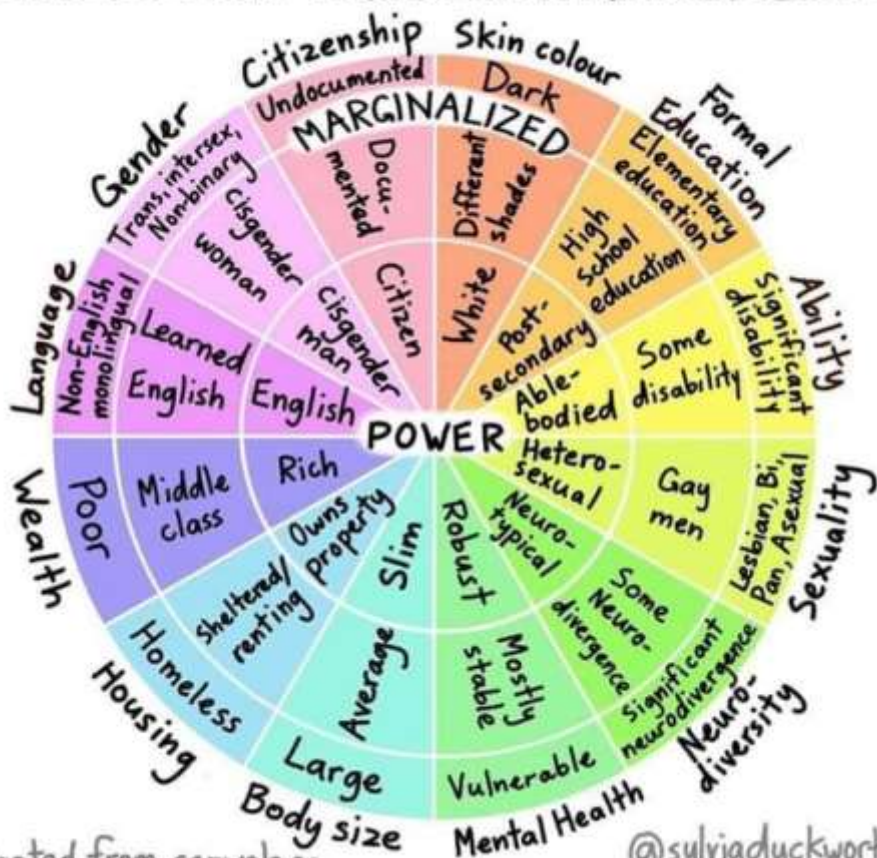 Citizenship
Undocumented
Docu-
mented
Citizen
Skin colour
Dark
Different
shades
White
Formal
Education
Elementary
education
High
School
education
Post-
secondary
Ability
Significant
disability
Some
disability
Able-
bodied
Sexuality
Lesbian, Bi,
Pan, Asexual
Gay
men
Hetero-
sexual
Neuro-
diversity
Significant
neurodivergence
Some
Neuro-
divergence
Neuro-
typical
Mental Health
Vulnerable
Mostly
stable
Robust
Body size
Large
Average
Slim
Housing
Homeless
Sheltered/
renting
Owns
property
Wealth
Poor
Middle
class
Rich
Language
Non-English
monolingual
Learned
English
English
Gender
Trans, intersex,
Nonbinary
cisgender
woman
cisgender
man
MARGINALIZED
POWER
@sylviaduckwort